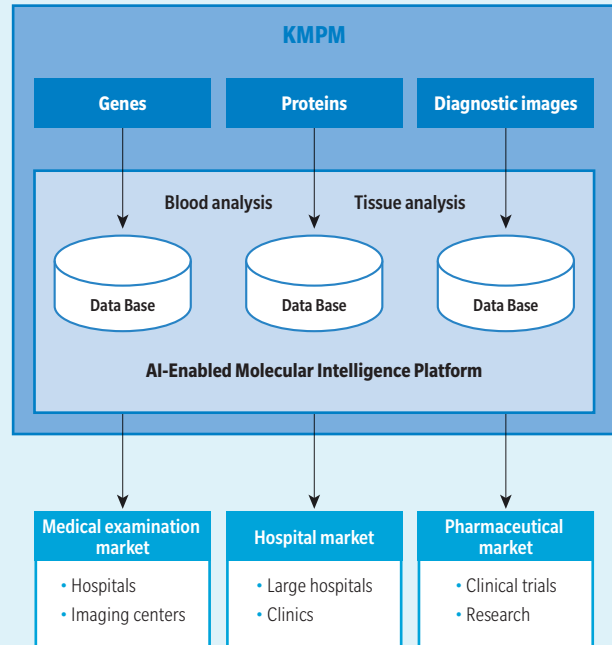 KMPM
Genes
Proteins
Diagnostic images
Blood analysis
Tissue analysis
Data Base
Data Base
Data Base
AI-Enabled Molecular Intelligence Platform
Medical examination
market
• Hospitals
• Imaging centers
Hospital market
• Large hospitals
• Clinics
Pharmaceutical
market
• Clinical trials
• Research